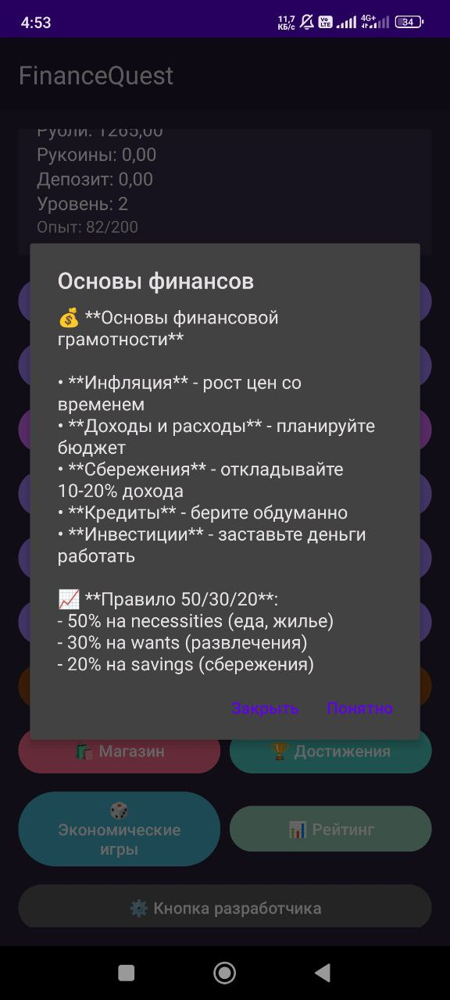 4:53
11,7
КБ/с
Vo
LTE
4G+
34
FinanceQuest
Рубли: 1265,00
Рукоины: 0,00
Депозит: 0,00
Уровень: 2
Опыт: 82/200
Основы финансов
💰 **Основы финансовой
грамотности**
• **Инфляция** - рост цен со
временем
• **Доходы и расходы** - планируйте
бюджет
• **Сбережения** - откладывайте
10-20% дохода
• **Кредиты** - берите обдуманно
• **Инвестиции** - заставьте деньги
работать
📈 **Правило 50/30/20**:
- 50% на necessities (еда, жилье)
- 30% на wants (развлечения)
- 20% на savings (сбережения)
Закрыть Понятно
🛍️ Магазин
🏆 Достижения
🎲
Экономические
игры
📊 Рейтинг
⚙️ Кнопка разработчика